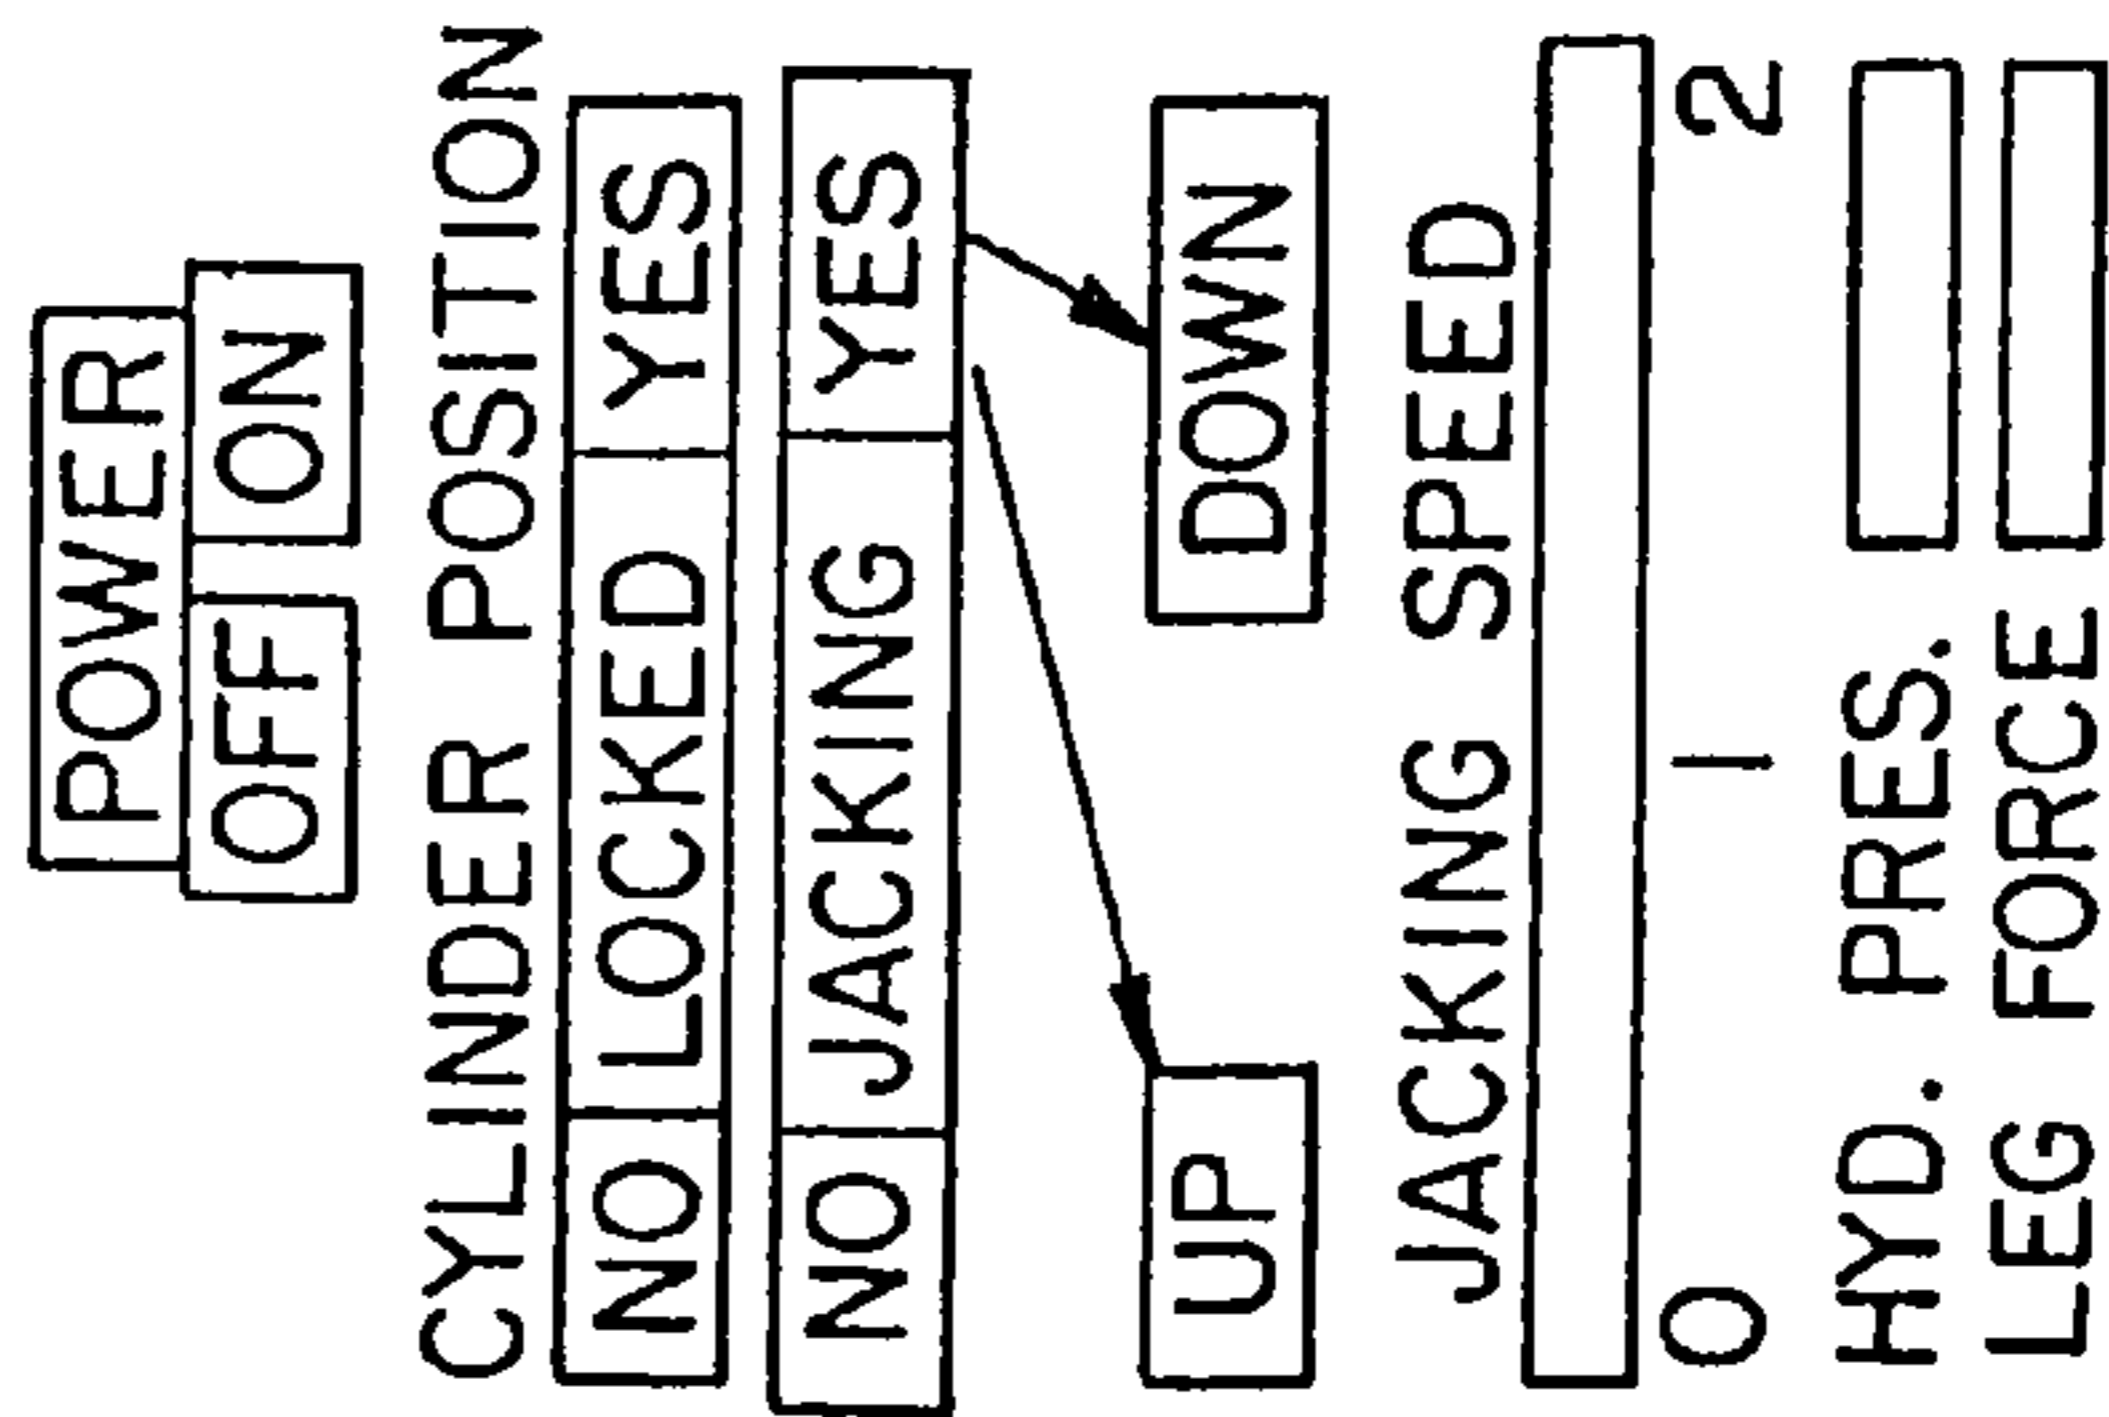 POWER
OFF ON
CYLINDER POSITION
NO LOCKED YES
NO JACKING YES
UP DOWN
JACKING SPEED
0 1 2
HYD. PRES.
LEG FORCE